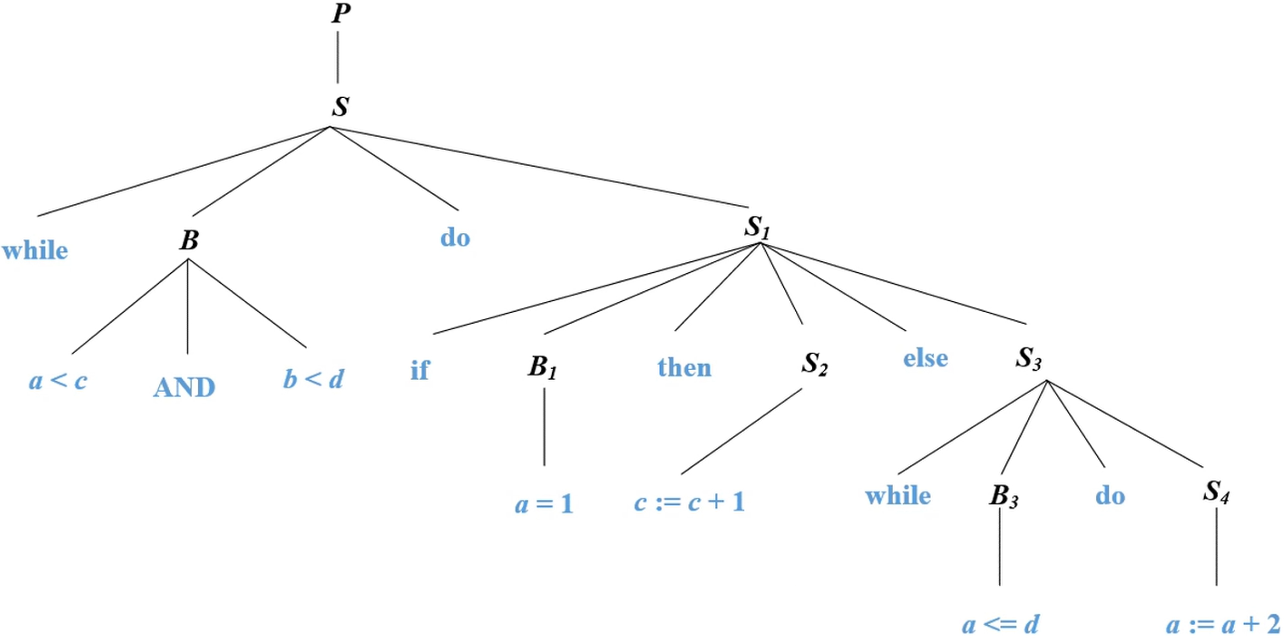 P
S
while B do S₁
a < c AND b < d if B₁ then S₂ else S₃
a = 1 c := c + 1 while B₃ do S₄
a <= d a := a + 2